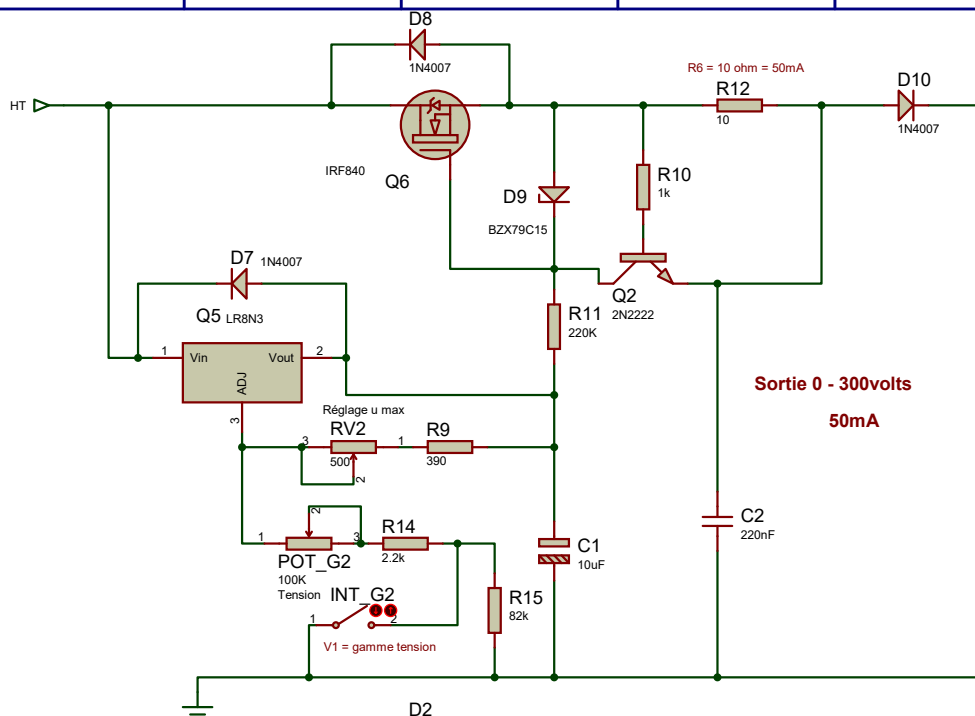 D8
1N4007
HT
IRF840
Q6
R6 = 10 ohm = 50mA
R12
10
D10
1N4007
R10
1k
D9
BZX79C15
D7
1N4007
Q5
LR8N3
1
Vin
Vout
2
ADJ
3
Q2
2N2222
R11
220K
Sortie 0 - 300volts
50mA
Réglage u max
3
RV2
1
500
2
R9
390
1
2
3
POT_G2
100K
Tension
R14
2.2k
INT_G2
1
2
V1 = gamme tension
R15
82k
C1
10uF
C2
220nF
D2